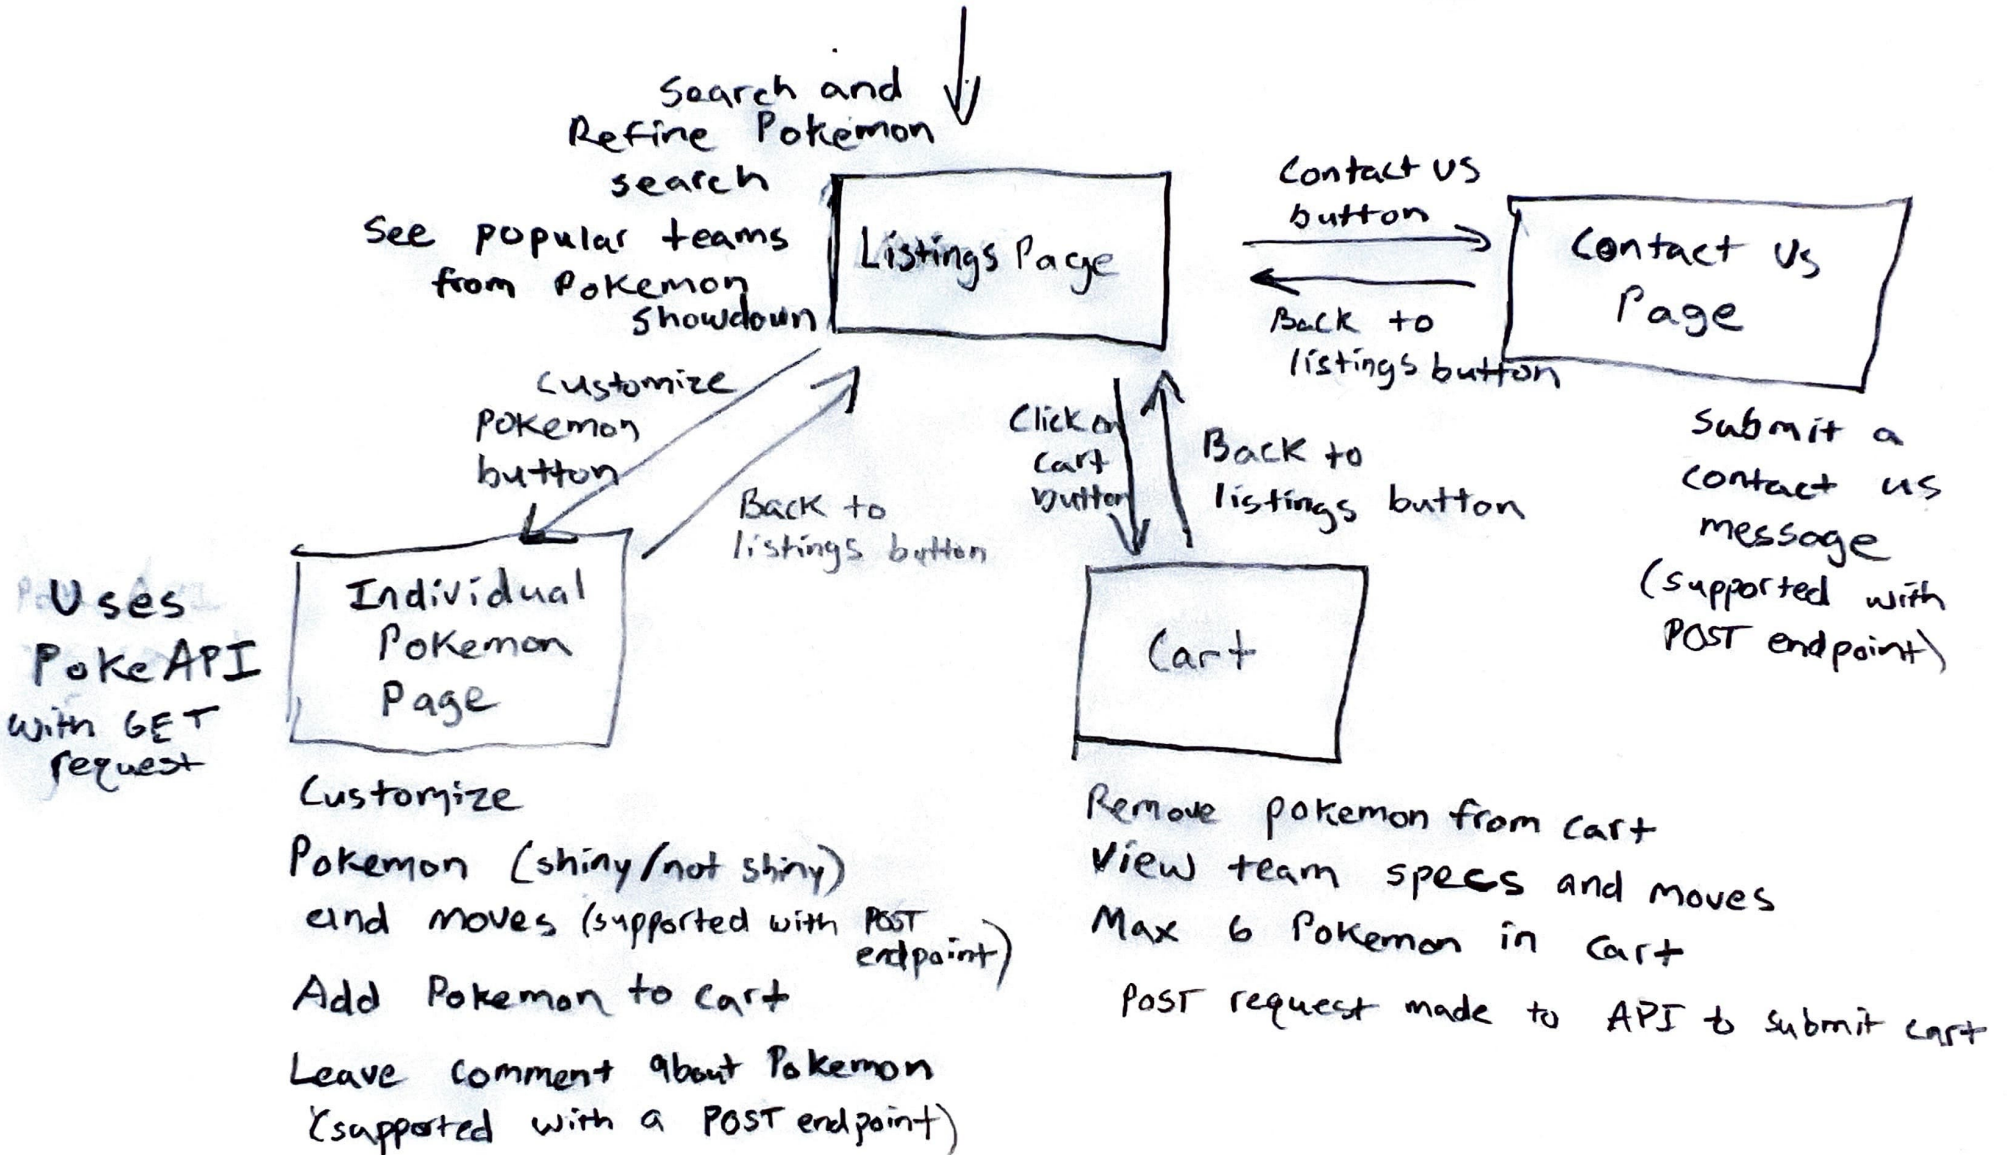 Search and
Refine Pokemon
search
See popular teams
from Pokemon
Showdown
Listings Page
Contact US
button
Back to
listings button
Contact Us
Page
Submit a
contact us
message
(supported with
POST endpoint)
Customize
Pokemon
button
Back to
listings button
Click on
cart
button
Back to
listings button
Uses
PokeAPI
with GET
request
Individual
Pokemon
Page
Customize
Pokemon (shiny/not shiny)
and moves (supported with POST
endpoint)
Add Pokemon to cart
Leave comment about Pokemon
(supported with a POST endpoint)
Cart
Remove pokemon from cart
View team specs and moves
Max 6 Pokemon in cart
POST request made to API to submit cart